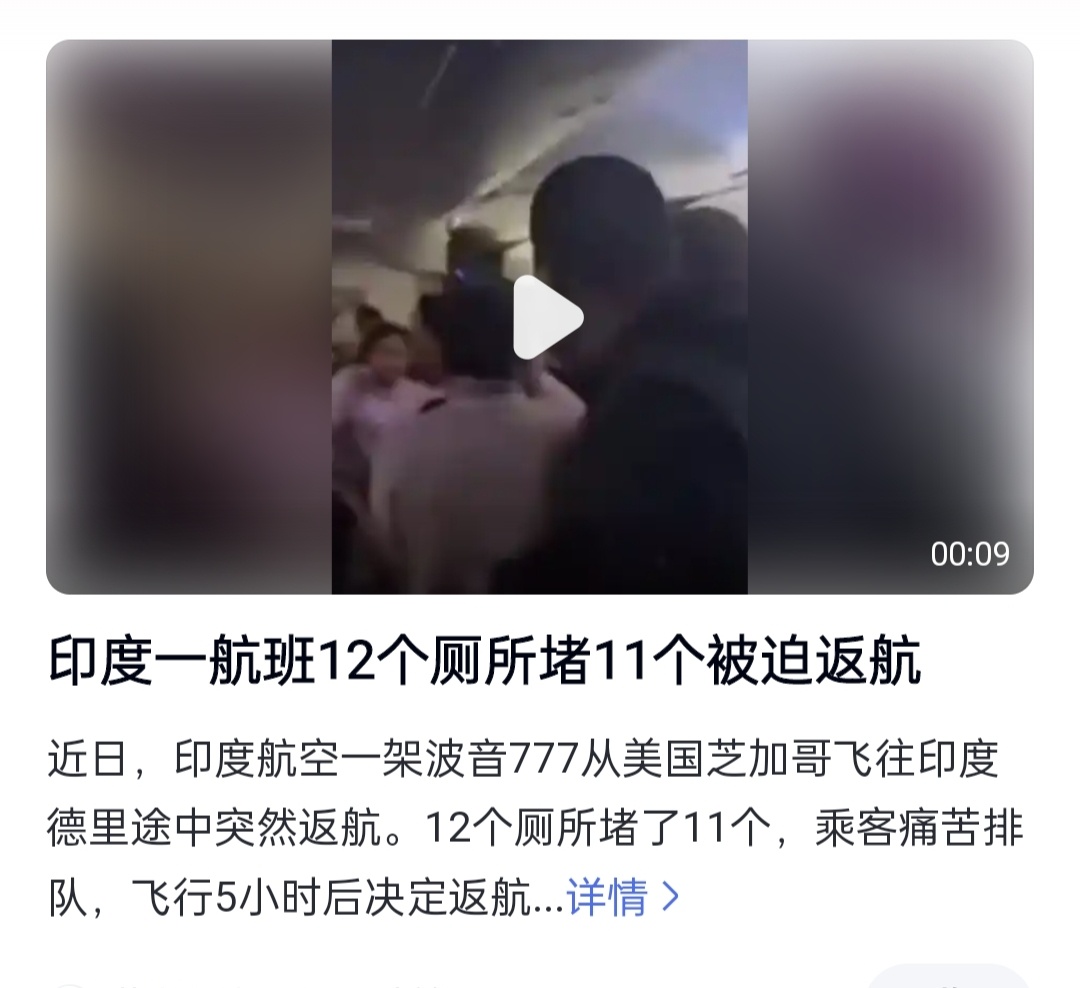 00:09
印度一航班12个厕所堵11个被迫返航
近日，印度航空一架波音777从美国芝加哥飞往印度
德里途中突然返航。12个厕所堵了11个，乘客痛苦排
队，飞行5小时后决定返航...详情 >